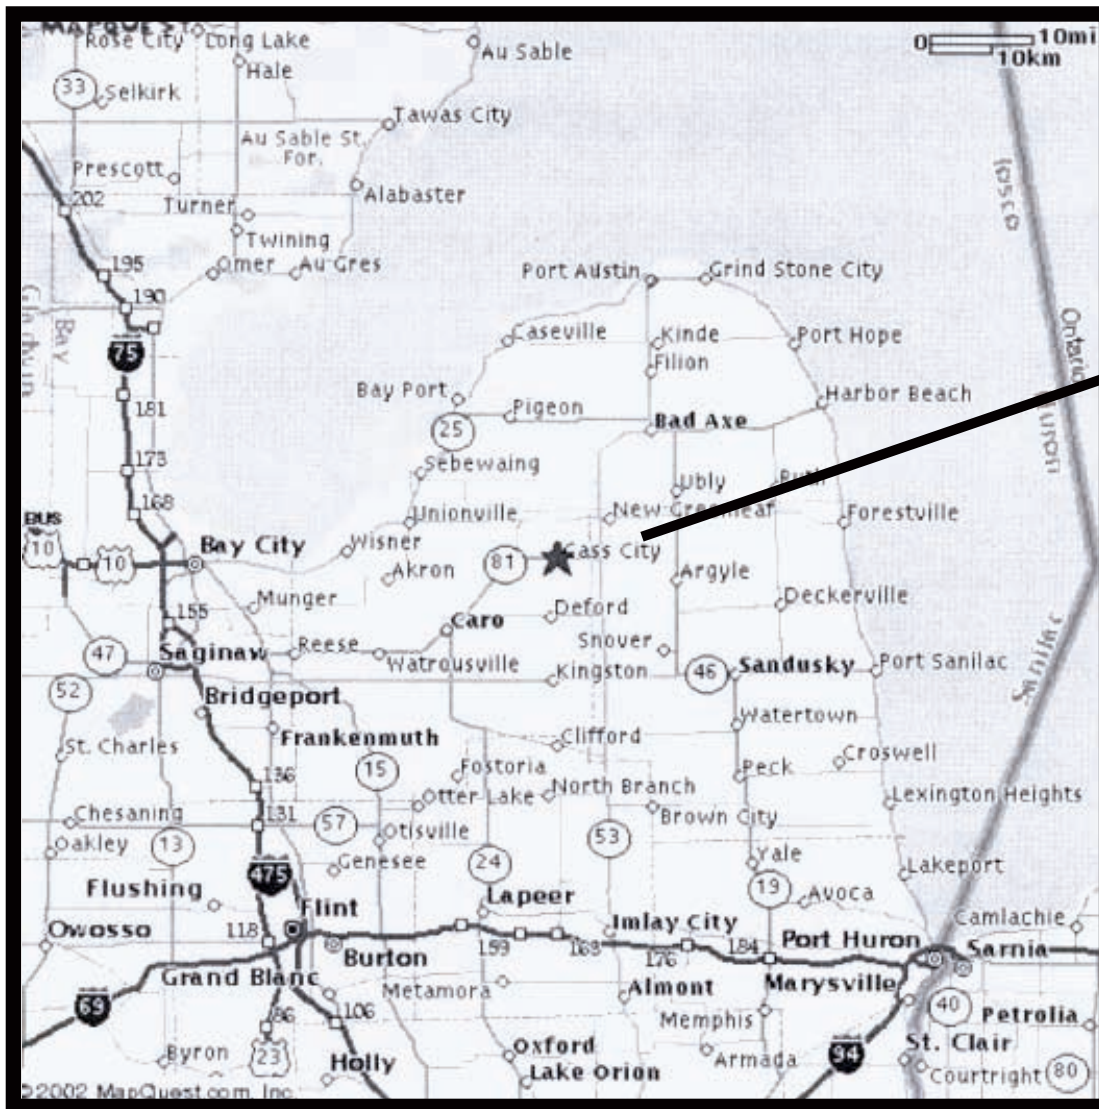 MAPQUEST
Rose City
Long Lake
Au Sable
0
10mi
10km
Hale
33
Selkirk
Tawas City
Au Sable St.
For.
Prescott
Alabaster
202
Turner
Twining
Iosco
195
Omer
Au Gres
Port Austin
Grind Stone City
190
Gladwin
Bay
Ontario
Huron
75
Caseville
Kinde
Port Hope
Filion
181
Bay Port
Pigeon
Harbor Beach
25
Bad Axe
173
Sebewaing
Ubly
Ruth
168
Unionville
New Greenleaf
Forestville
BUS
10
10
Bay City
Wisner
81
Cass City
Akron
Argyle
Munger
Deford
Deckerville
155
Caro
Snover
47
Saginaw
Reese
Watrousville
Kingston
46
Sandusky
Port Sanilac
Sanilac
52
Bridgeport
Watertown
St. Charles
Frankenmuth
Clifford
Croswell
136
15
Fostoria
Peck
Otter Lake
North Branch
Lexington Heights
Chesaning
131
57
Otisville
53
Brown City
Oakley
13
Genesee
24
Yale
Lakeport
475
Flushing
Lapeer
19
Avoca
Owosso
118
Flint
Imlay City
Port Huron
Camlachie
Sarnia
159
168
176
184
Burton
Grand Blanc
Metamora
Almont
Marysville
69
106
86
Memphis
40
Petrolia
Byron
23
Holly
Oxford
Armada
94
St. Clair
Lake Orion
Courtright
80
©2002 MapQuest.com, Inc.